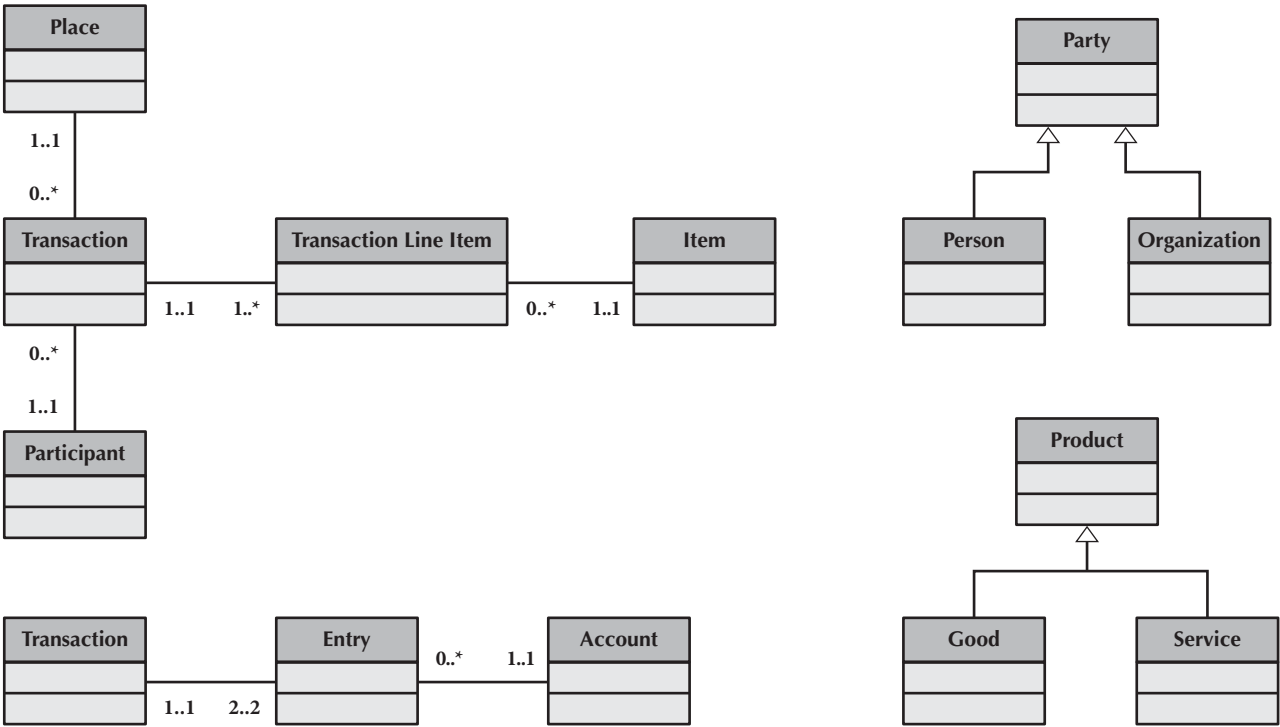 Place
1..1
0..*
Transaction
Transaction Line Item
Item
1..1
1..*
0..*
1..1
0..*
1..1
Participant
Transaction
Entry
Account
1..1
2..2
0..*
1..1
Party
Person
Organization
Product
Good
Service